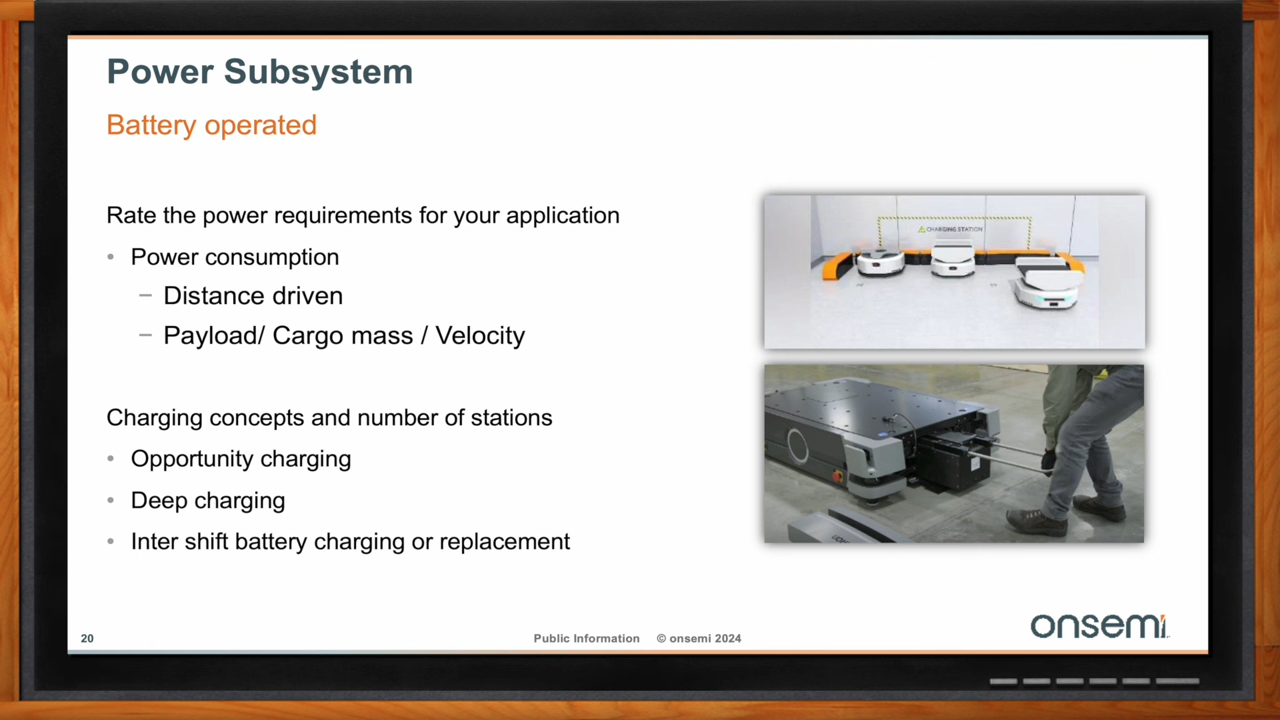 Power Subsystem
Battery operated
Rate the power requirements for your application
• Power consumption
− Distance driven
− Payload/ Cargo mass / Velocity
Charging concepts and number of stations
• Opportunity charging
• Deep charging
• Inter shift battery charging or replacement
CHARGING STATION
20
Public Information © onsemi 2024
onsemi